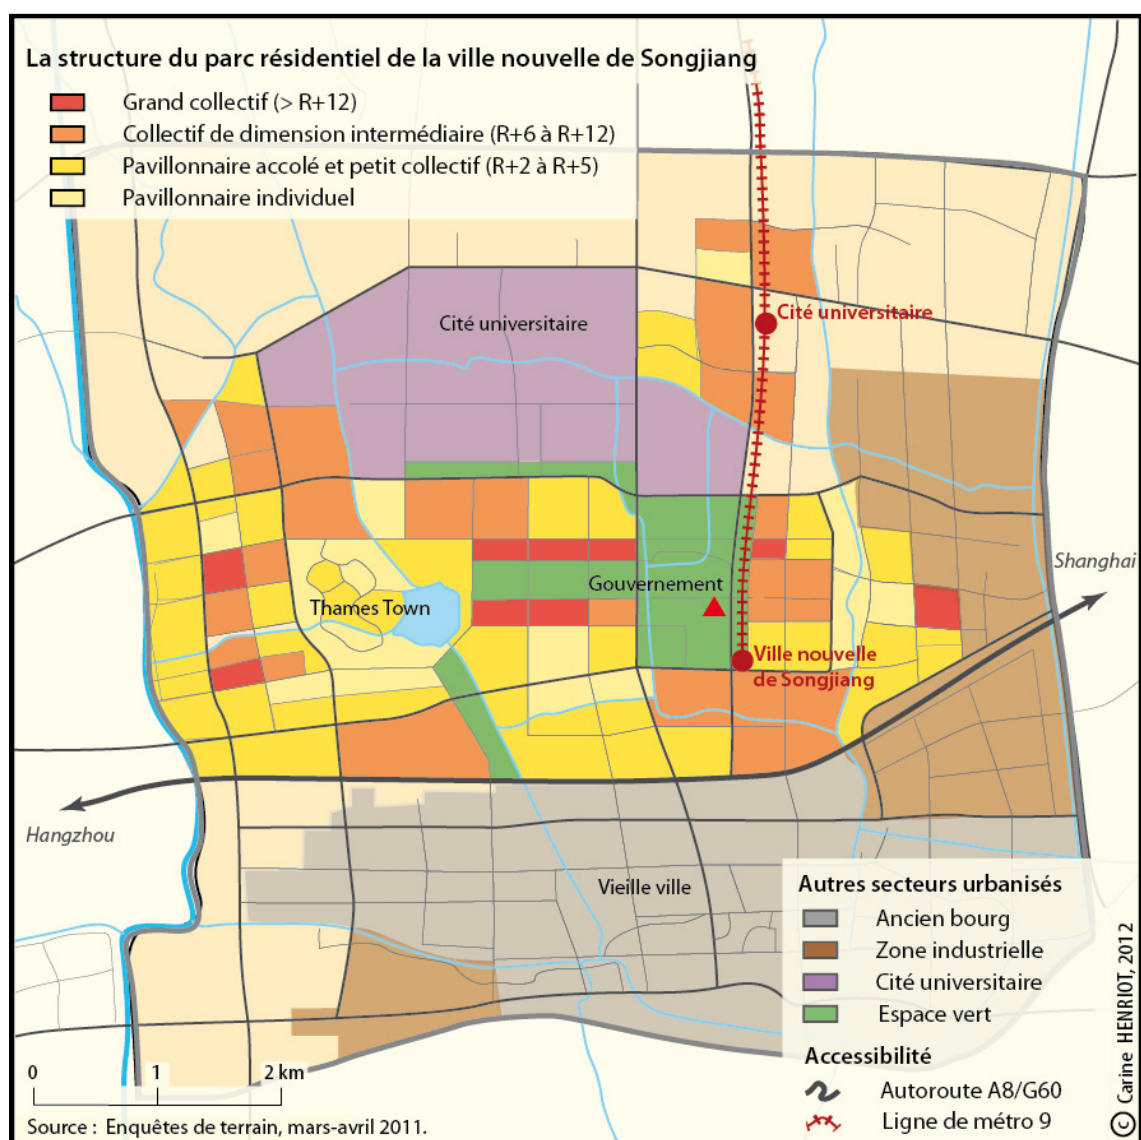 La structure du parc résidentiel de la ville nouvelle de Songjiang
Grand collectif (> R+12)
Collectif de dimension intermédiaire (R+6 à R+12)
Pavillonnaire accolé et petit collectif (R+2 à R+5)
Pavillonnaire individuel
Cité universitaire
Cité universitaire
Shanghai
Gouvernement
Thames Town
Ville nouvelle
de Songjiang
Hangzhou
Vieille ville
Autres secteurs urbanisés
Ancien bourg
Zone industrielle
Cité universitaire
Espace vert
Accessibilité
Autoroute A8/G60
Ligne de métro 9
0 1 2 km
Source : Enquêtes de terrain, mars-avril 2011.
© Carine HENRIOT, 2012